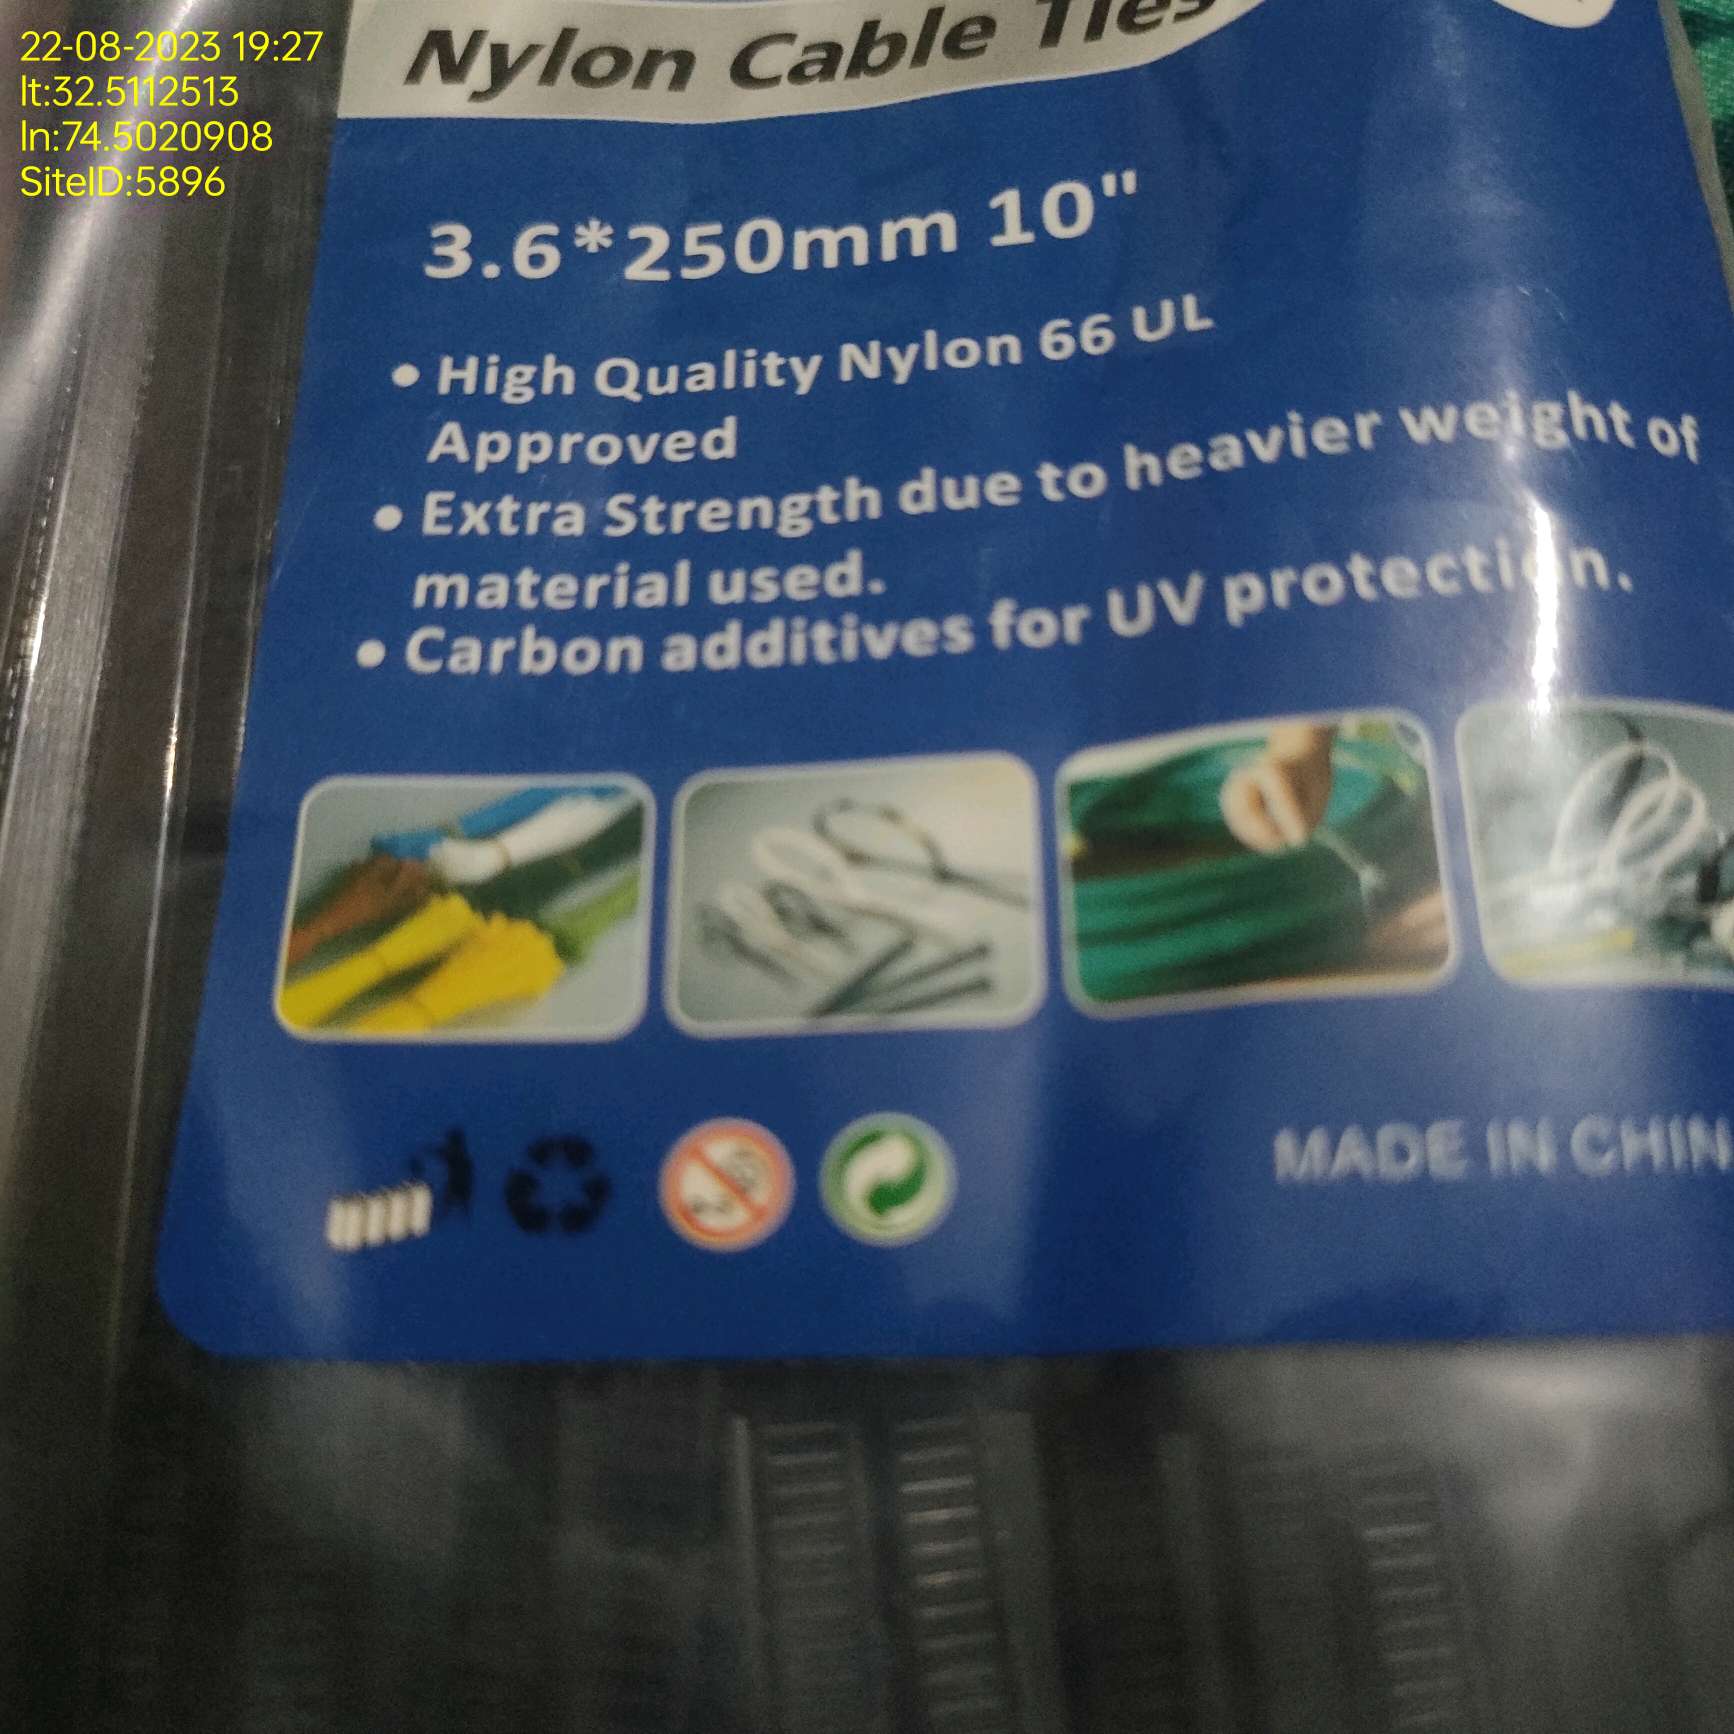 22-08-2023 19:27
lt:32.5112513
ln:74.5020908
SiteID:5896
Nylon Cable Ties
3.6*250mm 10"
• High Quality Nylon 66 UL
Approved
• Extra Strength due to heavier weight of
material used.
• Carbon additives for UV protection.
MADE IN CHIN